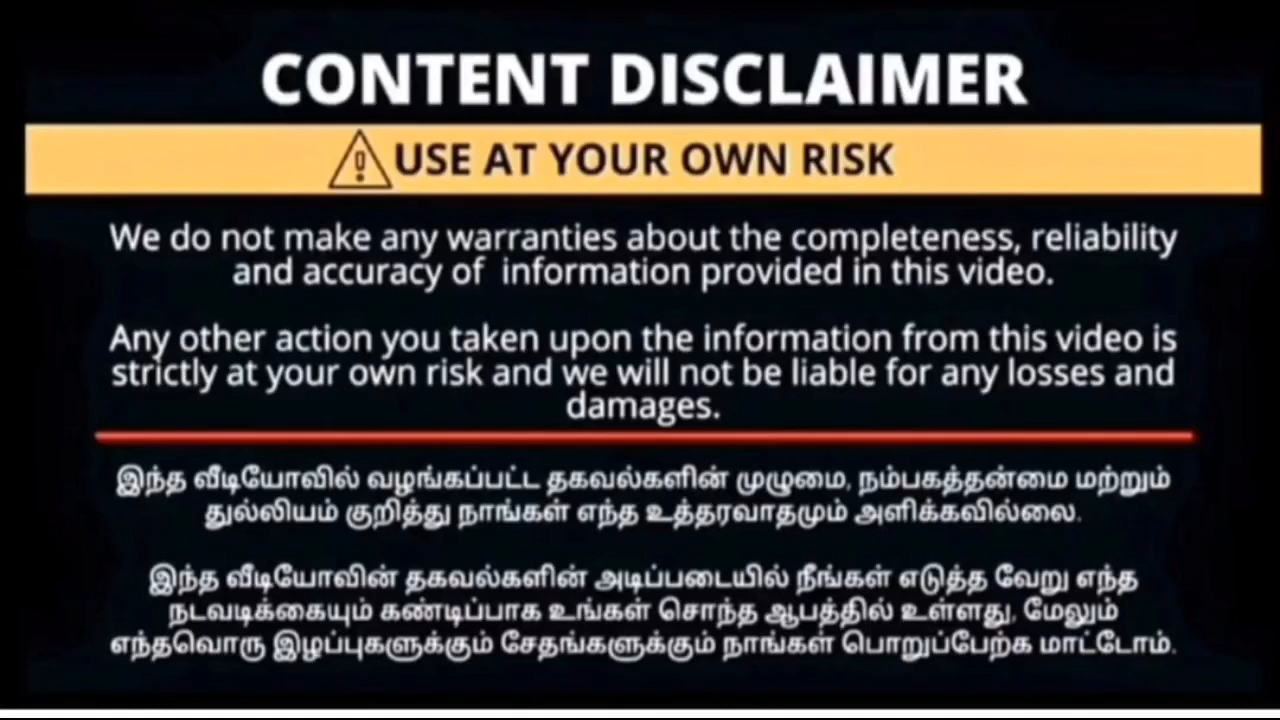 CONTENT DISCLAIMER
USE AT YOUR OWN RISK
We do not make any warranties about the completeness, reliability
and accuracy of information provided in this video.
Any other action you taken upon the information from this video is
strictly at your own risk and we will not be liable for any losses and
damages.
இந்த வீடியோவில் வழங்கப்பட்ட தகவல்களின் முழுமை, நம்பகத்தன்மை மற்றும்
துல்லியம் குறித்து நாங்கள் எந்த உத்தரவாதமும் அளிக்கவில்லை.
இந்த வீடியோவின் தகவல்களின் அடிப்படையில் நீங்கள் எடுத்த வேறு எந்த
நடவடிக்கையும் கண்டிப்பாக உங்கள் சொந்த ஆபத்தில் உள்ளது, மேலும்
எந்தவொரு இழப்புகளுக்கும் சேதங்களுக்கும் நாங்கள் பொறுப்பேற்க மாட்டோம்.